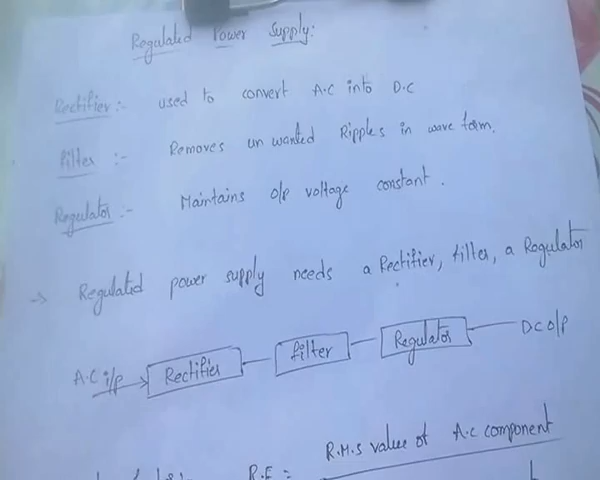 Regulated Power Supply:
Rectifier:- used to convert A.C into D.C
filter :- Removes un wanted Ripples in wave form.
Regulator:- Maintains o/p voltage constant.
→ Regulated power supply needs a Rectifier, filter, a Regulator
A.C i/p Rectifier filter Regulator DC o/p
R.M.S value of A.C component
R.F =